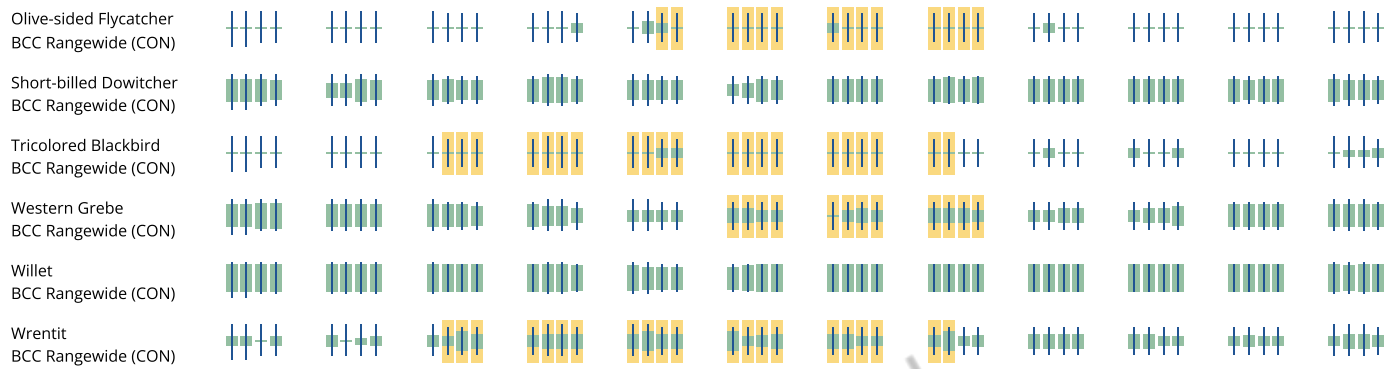 Olive-sided Flycatcher
BCC Rangewide (CON)
Short-billed Dowitcher
BCC Rangewide (CON)
Tricolored Blackbird
BCC Rangewide (CON)
Western Grebe
BCC Rangewide (CON)
Willet
BCC Rangewide (CON)
Wrentit
BCC Rangewide (CON)